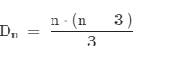 Dn = n · (n 3) / 3